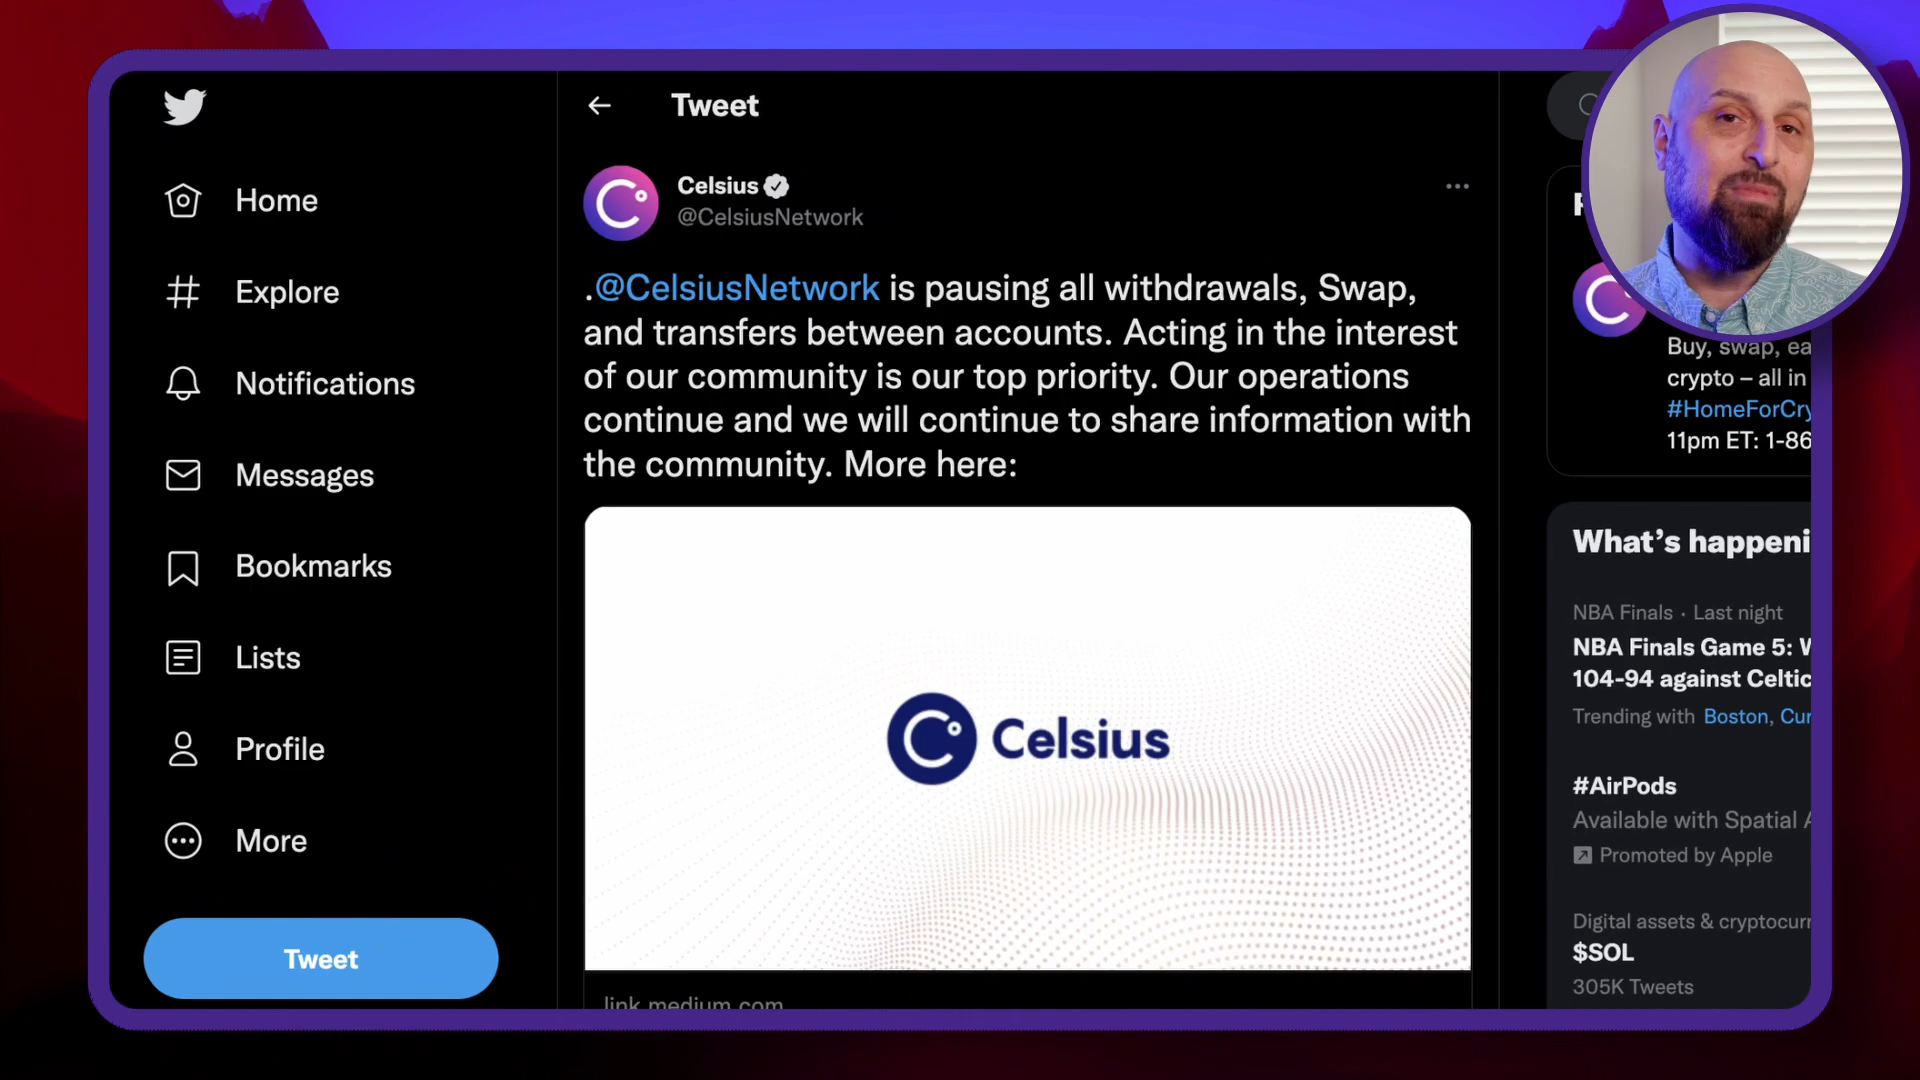 Home
Explore
Notifications
Messages
Bookmarks
Lists
Profile
More
Tweet
Tweet
Celsius
@CelsiusNetwork
.@CelsiusNetwork is pausing all withdrawals, Swap,
and transfers between accounts. Acting in the interest
of our community is our top priority. Our operations
continue and we will continue to share information with
the community. More here:
Celsius
link.medium.com
Buy, swap, ea
crypto – all in
#HomeForCry
11pm ET: 1-86
What's happeni
NBA Finals · Last night
NBA Finals Game 5: W
104-94 against Celtic
Trending with Boston, Cur
#AirPods
Available with Spatial A
Promoted by Apple
Digital assets & cryptocurr
$SOL
305K Tweets